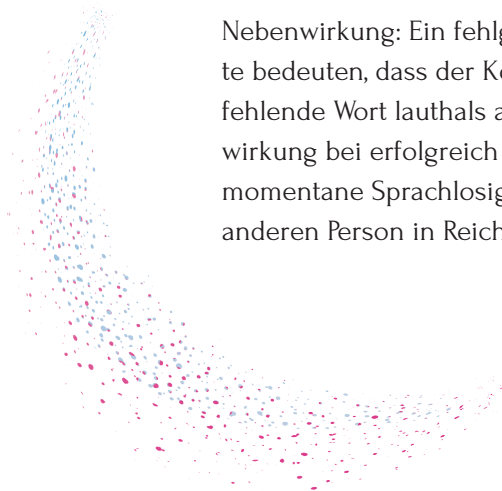 Nebenwirkung: Ein fehlg
te bedeuten, dass der K
fehlende Wort lauthals a
wirkung bei erfolgreich
momentane Sprachlosig
anderen Person in Reich